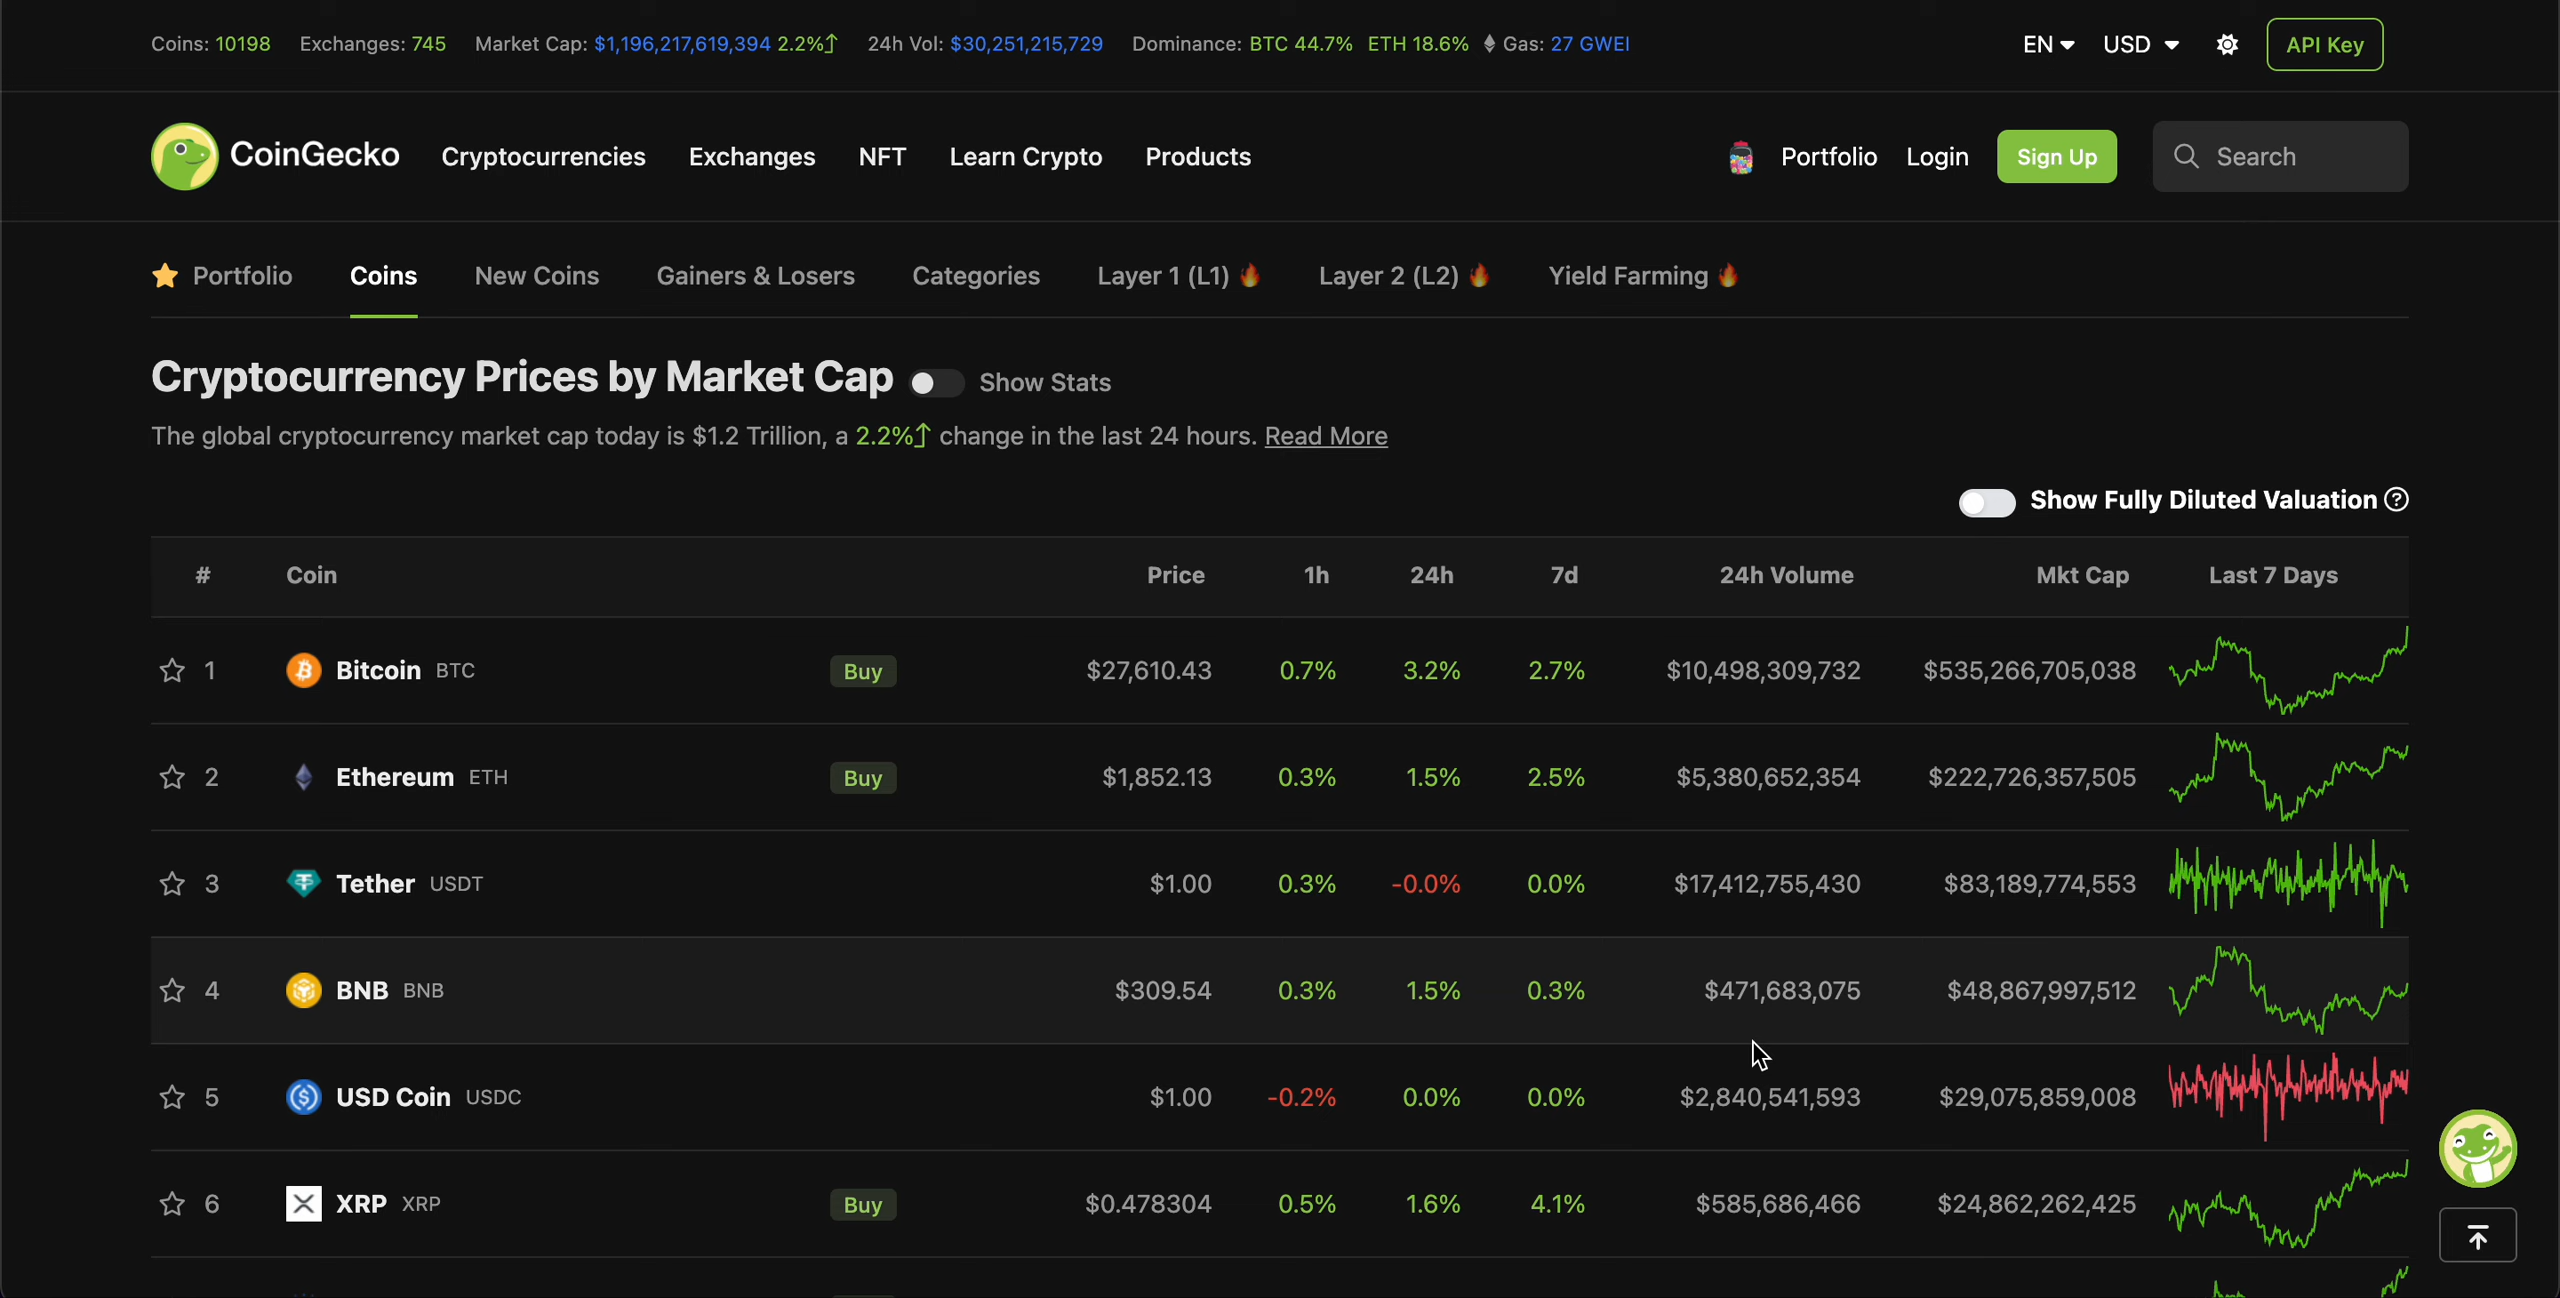 Coins: 10198 Exchanges: 745 Market Cap: $1,196,217,619,394 2.2% 24h Vol: $30,251,215,729 Dominance: BTC 44.7% ETH 18.6% Gas: 27 GWEI EN USD API Key
CoinGecko Cryptocurrencies Exchanges NFT Learn Crypto Products Portfolio Login Sign Up Search
Portfolio Coins New Coins Gainers & Losers Categories Layer 1 (L1) Layer 2 (L2) Yield Farming
Cryptocurrency Prices by Market Cap Show Stats
The global cryptocurrency market cap today is $1.2 Trillion, a 2.2% change in the last 24 hours. Read More
Show Fully Diluted Valuation ?
# Coin Price 1h 24h 7d 24h Volume Mkt Cap Last 7 Days
1 Bitcoin BTC Buy $27,610.43 0.7% 3.2% 2.7% $10,498,309,732 $535,266,705,038
2 Ethereum ETH Buy $1,852.13 0.3% 1.5% 2.5% $5,380,652,354 $222,726,357,505
3 Tether USDT $1.00 0.3% -0.0% 0.0% $17,412,755,430 $83,189,774,553
4 BNB BNB $309.54 0.3% 1.5% 0.3% $471,683,075 $48,867,997,512
5 USD Coin USDC $1.00 -0.2% 0.0% 0.0% $2,840,541,593 $29,075,859,008
6 XRP XRP Buy $0.478304 0.5% 1.6% 4.1% $585,686,466 $24,862,262,425